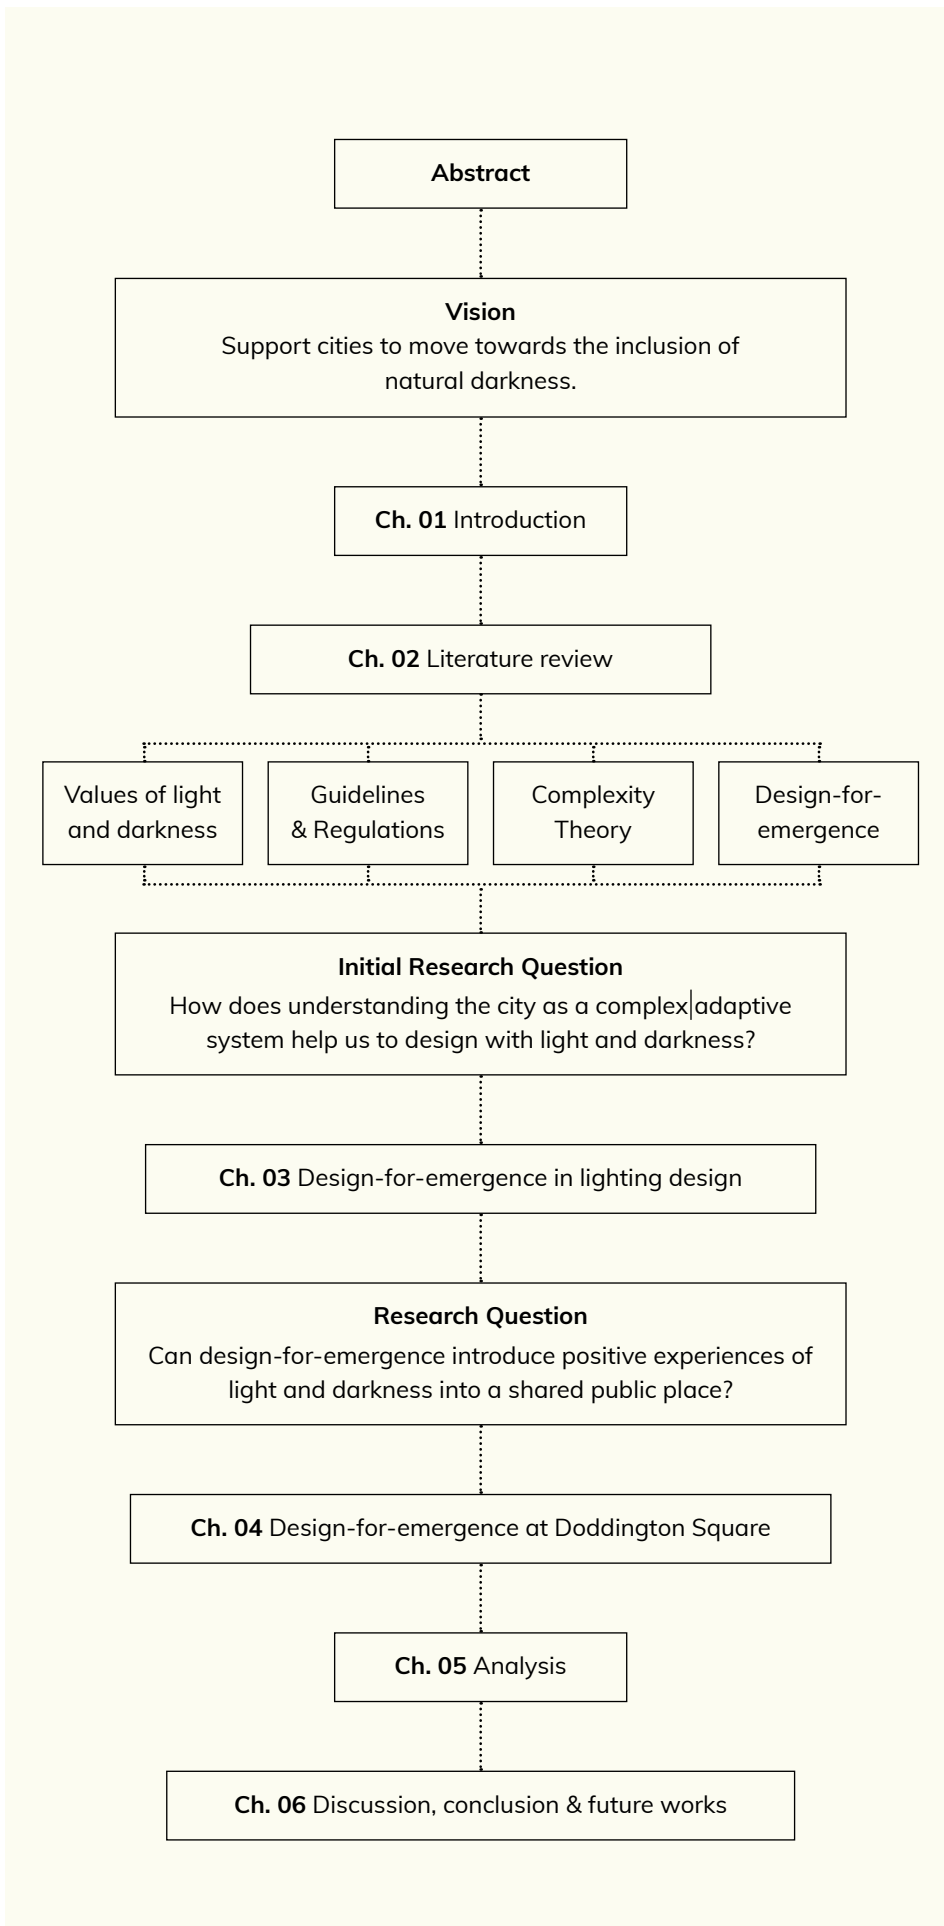 Abstract
Vision
Support cities to move towards the inclusion of
natural darkness.
Ch. 01 Introduction
Ch. 02 Literature review
Values of light
and darkness
Guidelines
& Regulations
Complexity
Theory
Design-for-
emergence
Initial Research Question
How does understanding the city as a complex adaptive
system help us to design with light and darkness?
Ch. 03 Design-for-emergence in lighting design
Research Question
Can design-for-emergence introduce positive experiences of
light and darkness into a shared public place?
Ch. 04 Design-for-emergence at Doddington Square
Ch. 05 Analysis
Ch. 06 Discussion, conclusion & future works